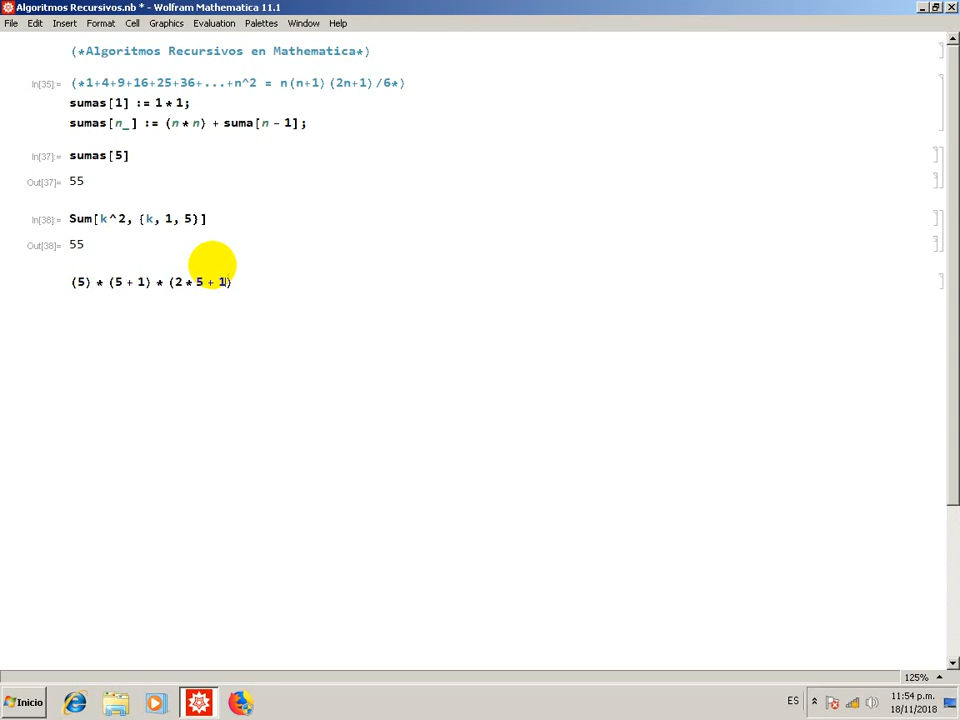 Algoritmos Recursivos.nb * - Wolfram Mathematica 11.1
File Edit Insert Format Cell Graphics Evaluation Palettes Window Help
(*Algoritmos Recursivos en Mathematica*)
In[35]:= (*1+4+9+16+25+36+...+n^2 = n(n+1)(2n+1)/6*)
sumas[1] := 1*1;
sumas[n_] := (n*n) + suma[n - 1];
In[37]:= sumas[5]
Out[37]= 55
In[38]:= Sum[k^2, {k, 1, 5}]
Out[38]= 55
(5) * (5 + 1) * (2*5 + 1)
125%
Inicio
ES
11:54 p.m.
18/11/2018